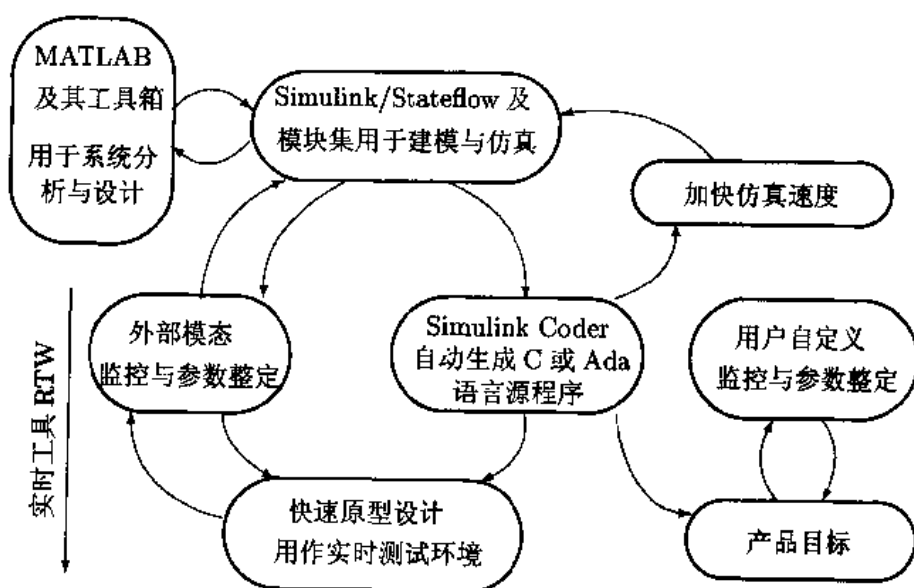 MATLAB
及其工具箱
用于系统分
析与设计
Simulink/Stateflow 及
模块集用于建模与仿真
加快仿真速度
实时工具 RTW
外部模态
监控与参数整定
Simulink Coder
自动生成 C 或 Ada
语言源程序
用户自定义
监控与参数整定
快速原型设计
用作实时测试环境
产品目标